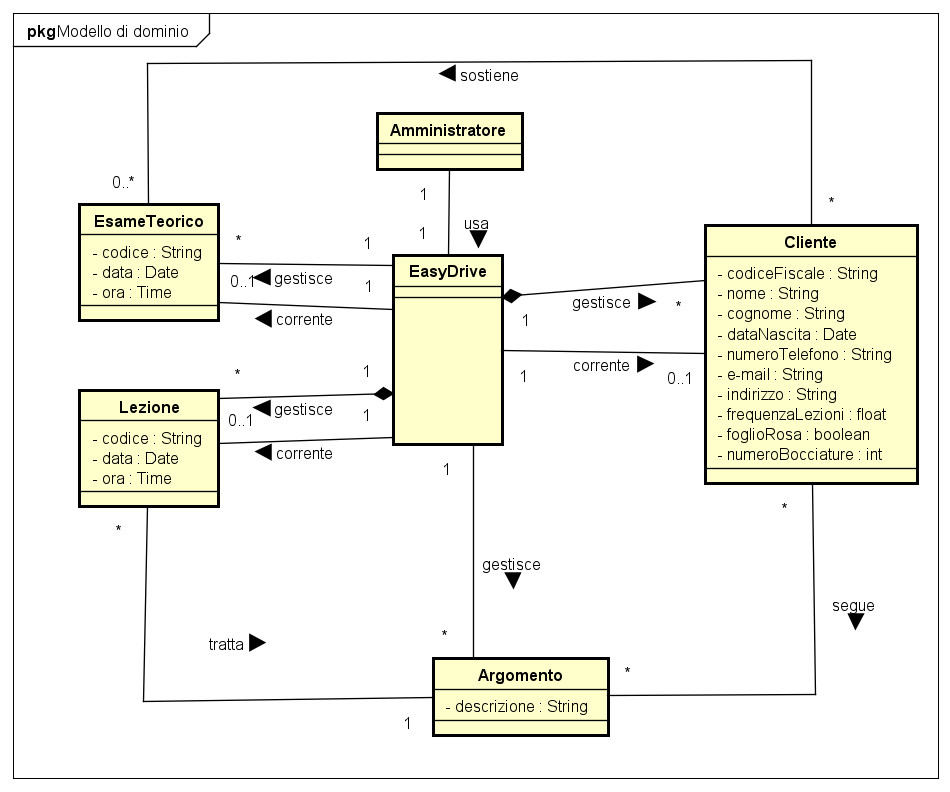 pkg Modello di dominio
sostiene
Amministratore
0..*
1
*
EsameTeorico
- codice : String
- data : Date
- ora : Time
usa
1
*
1
gestisce
0..1
1
corrente
EasyDrive
Cliente
- codiceFiscale : String
- nome : String
- cognome : String
- dataNascita : Date
- numeroTelefono : String
- e-mail : String
- indirizzo : String
- frequenzaLezioni : float
- foglioRosa : boolean
- numeroBocciature : int
gestisce
*
1
corrente
0..1
1
*
1
gestisce
0..1
1
corrente
Lezione
- codice : String
- data : Date
- ora : Time
1
*
*
gestisce
segue
tratta
*
*
1
Argomento
- descrizione : String